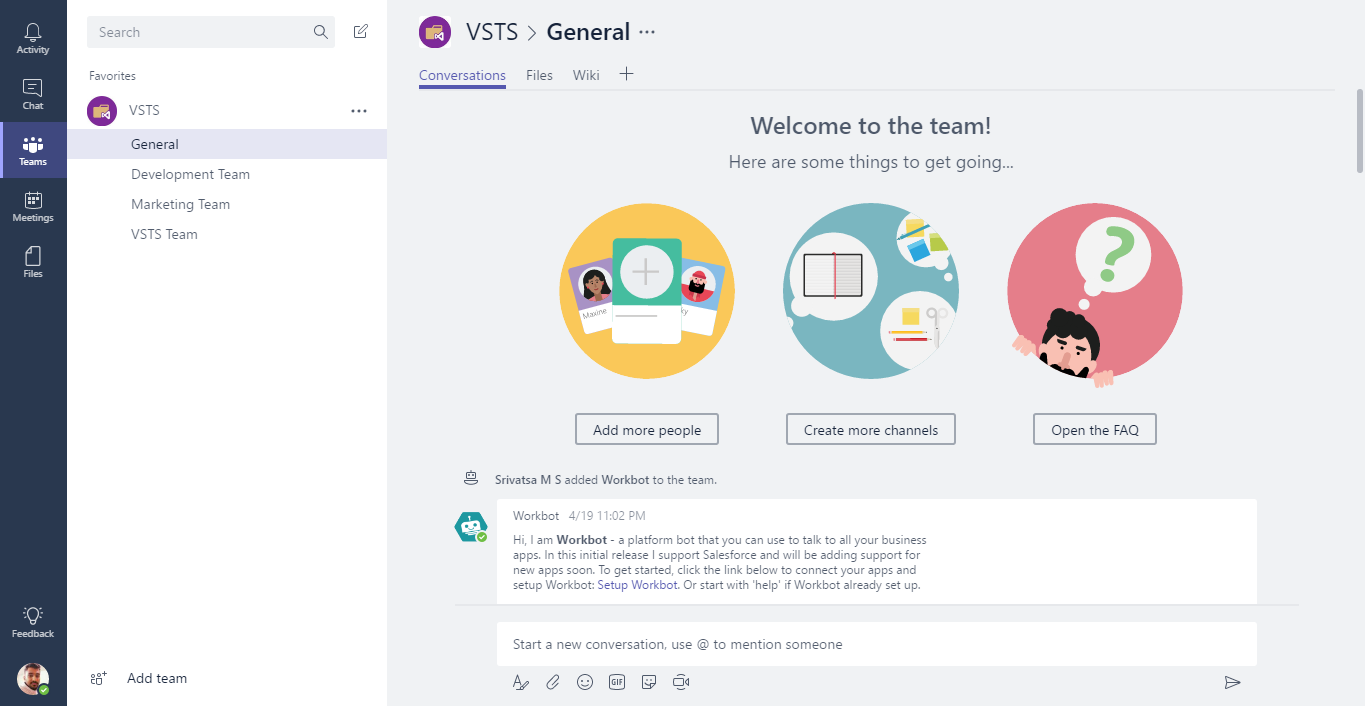 Activity
Chat
Teams
Meetings
Files
Feedback
Search
Favorites
VSTS
General
Development Team
Marketing Team
VSTS Team
Add team
VSTS > General ...
Conversations Files Wiki +
Welcome to the team!
Here are some things to get going...
Maxine
ky
?
Add more people
Create more channels
Open the FAQ
Srivatsa M S added Workbot to the team.
Workbot 4/19 11:02 PM
Hi, I am Workbot - a platform bot that you can use to talk to all your business
apps. In this initial release I support Salesforce and will be adding support for
new apps soon. To get started, click the link below to connect your apps and
setup Workbot: Setup Workbot. Or start with 'help' if Workbot already set up.
Start a new conversation, use @ to mention someone
GIF